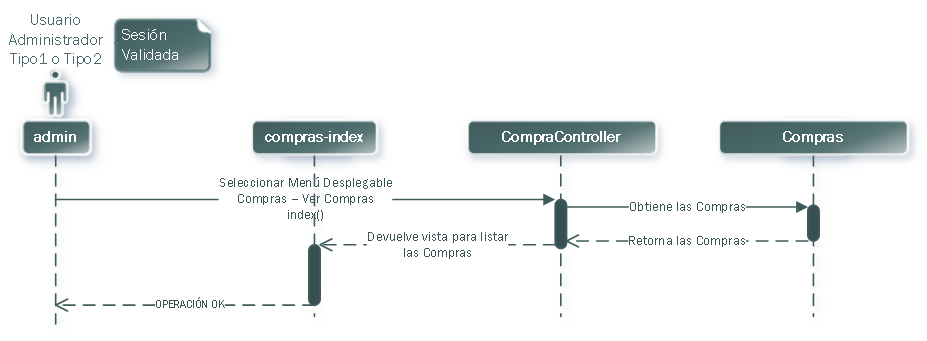 Usuario
Administrador
Tipo1 o Tipo2
Sesión
Validada
admin
compras-index
CompraController
Compras
Seleccionar Menú Desplegable
Compras – Ver Compras
index()
Obtiene las Compras
Devuelve vista para listar
las Compras
Retorna las Compras
OPERACIÓN OK